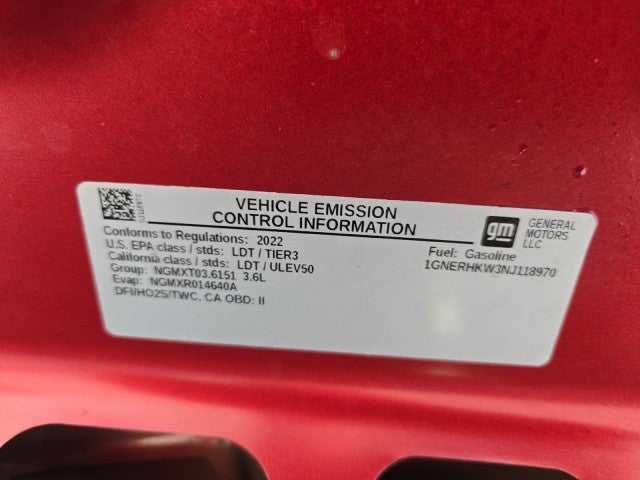 VEHICLE EMISSION
CONTROL INFORMATION
Conforms to Regulations: 2022
U.S. EPA class / stds: LDT / TIER3
California class / stds: LDT / ULEV50
Group: NGMXT03.6151 3.6L
Evap: NGMXR014640A
DFI/HO2S/TWC, CA OBD: II
gm
GENERAL
MOTORS
LLC
Fuel: Gasoline
1GNERHKW3NJ118970